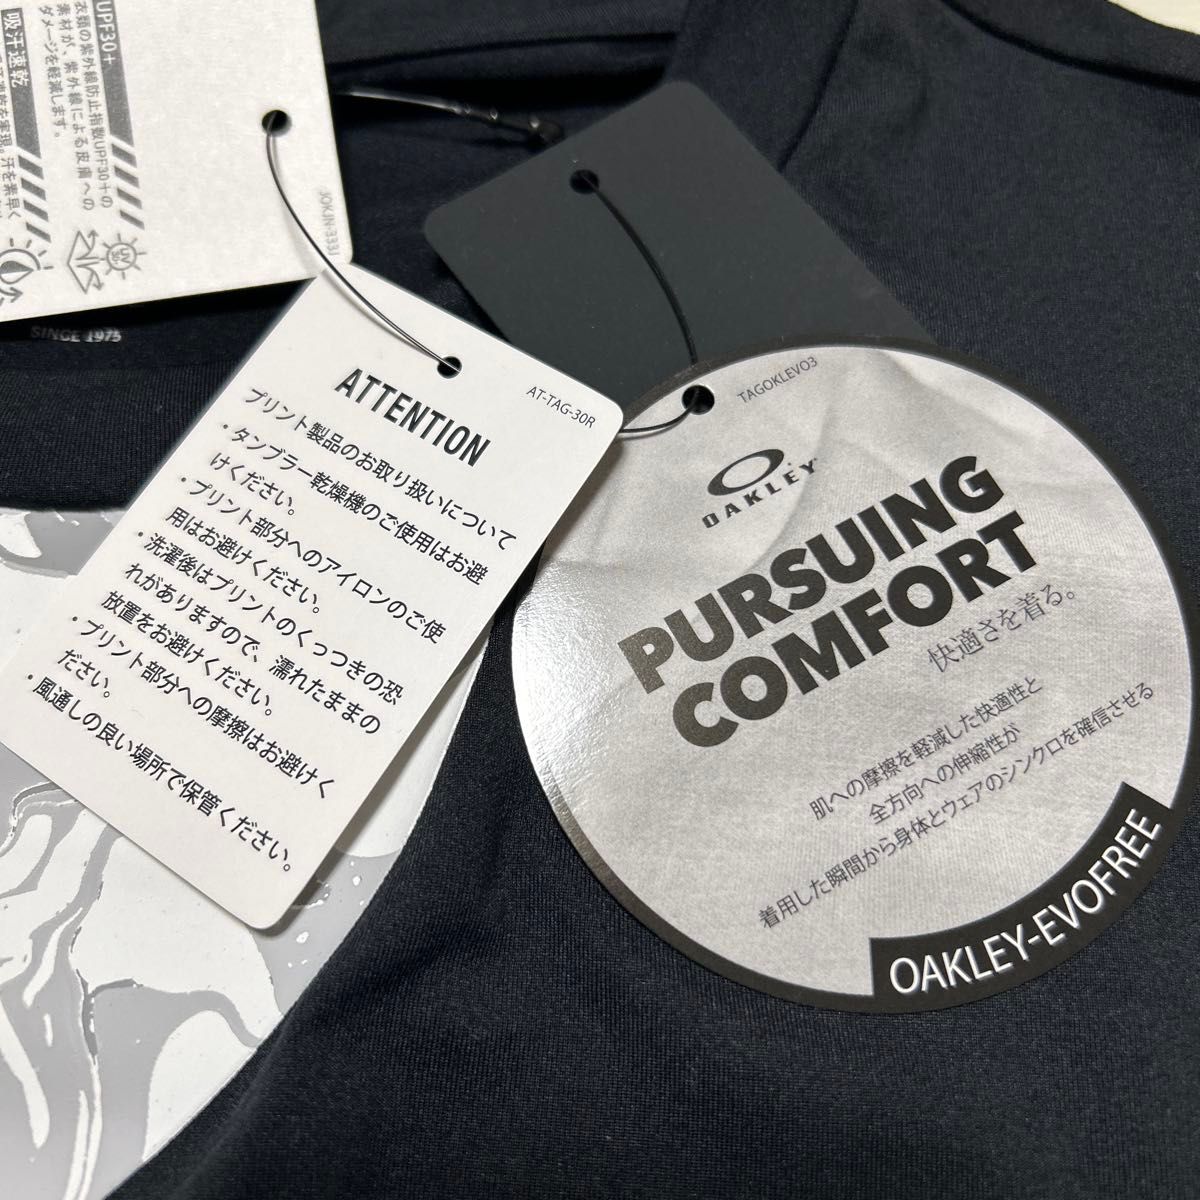 UPF30+
衣類の紫外線防止指数UPF30+の
素材が、紫外線による皮膚への
ダメージを軽減します。
吸汗速乾
UV
JOKJN-333J
SINCE 1975
AT-TAG-30R
ATTENTION
プリント製品のお取り扱いについて
・タンブラー乾燥機のご使用はお避
けください。
・プリント部分へのアイロンのご使
用はお避けください。
・洗濯後はプリントのくっつきの恐
れがありますので、濡れたままの
放置をお避けください。
・プリント部分への摩擦はお避けく
ださい。
・風通しの良い場所で保管ください。
TAGOKLEVO3
OAKLEY
PURSUING
COMFORT
快適さを着る。
肌への摩擦を軽減した快適性と
全方向への伸縮性が
着用した瞬間から身体とウェアのシンクロを確信させる
OAKLEY-EVOFREE